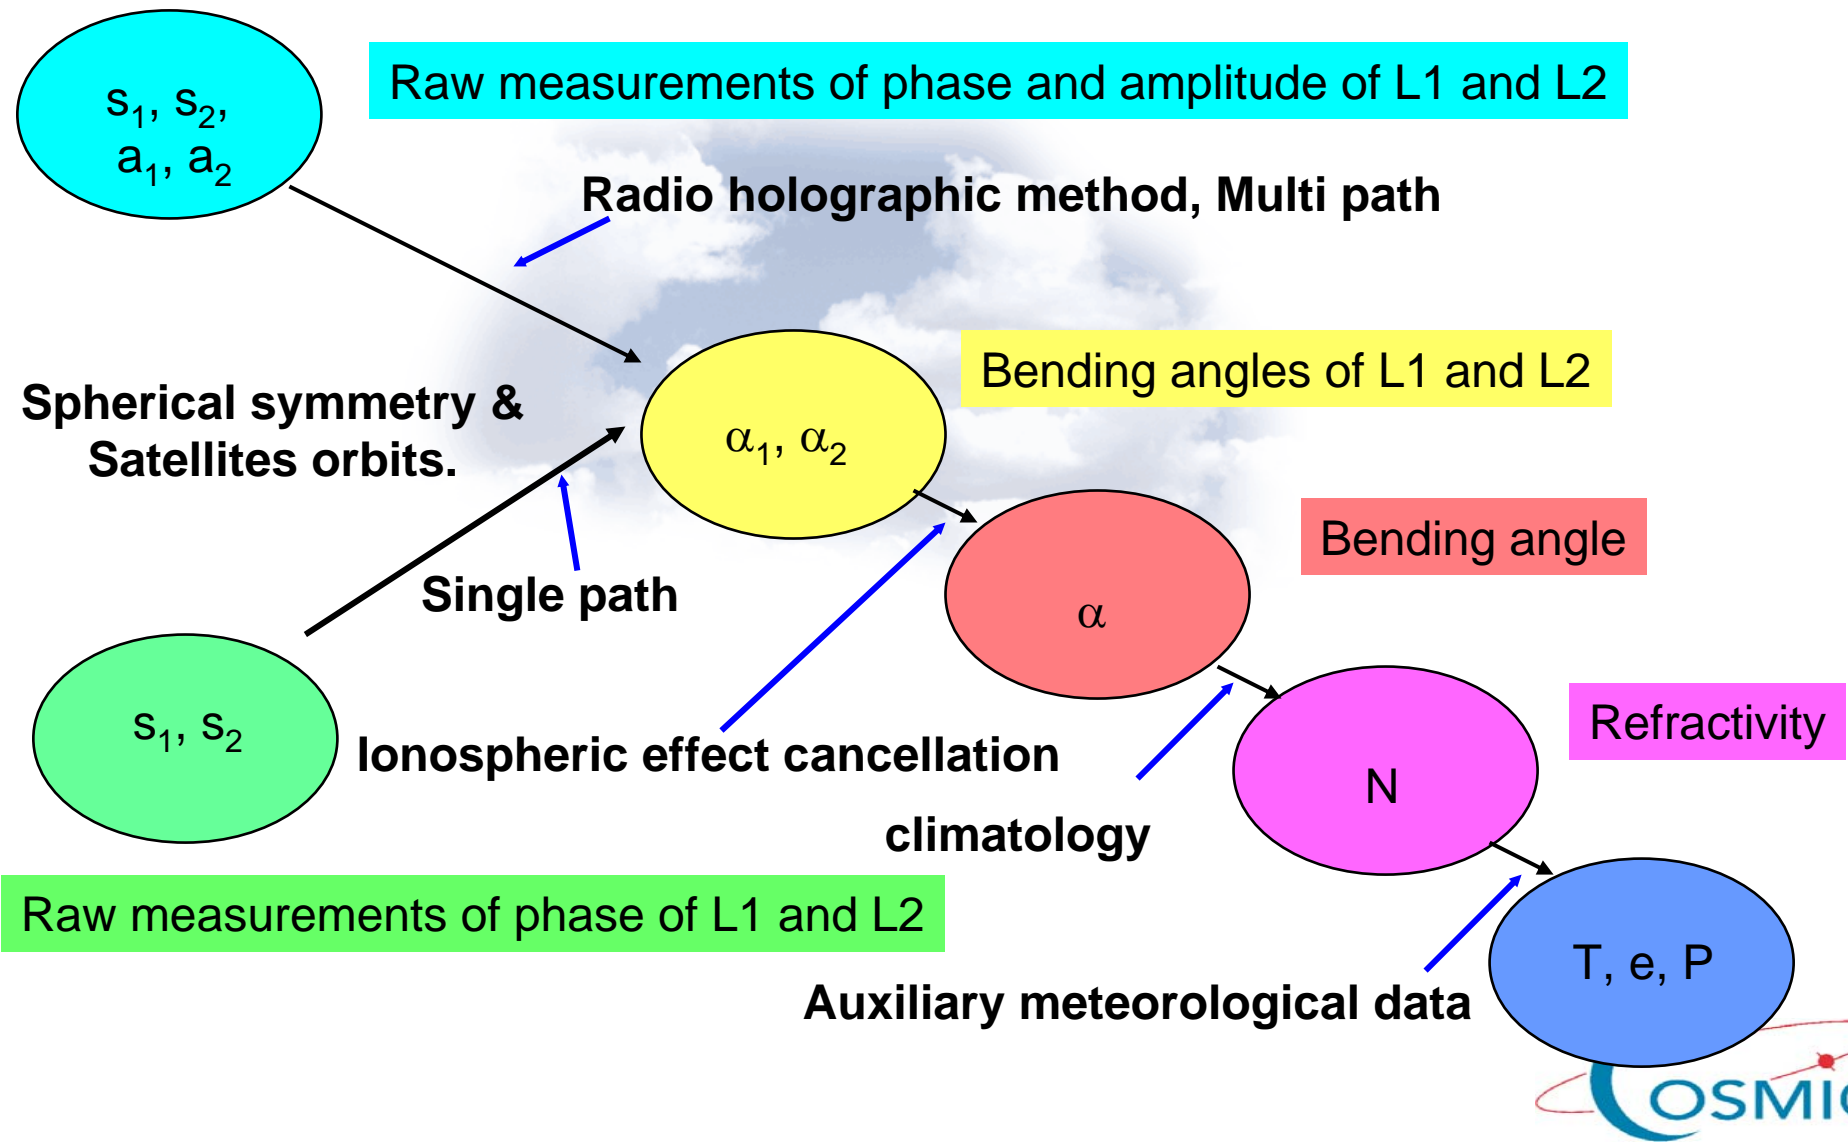 s₁, s₂,
a₁, a₂
Raw measurements of phase and amplitude of L1 and L2
Radio holographic method, Multi path
Spherical symmetry &
Satellites orbits.
α₁, α₂
Bending angles of L1 and L2
Bending angle
Single path
α
s₁, s₂
Ionospheric effect cancellation
Refractivity
N
climatology
Raw measurements of phase of L1 and L2
T, e, P
Auxiliary meteorological data
COSMIC